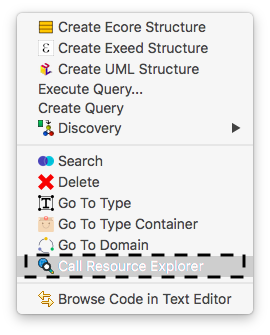 Create Ecore Structure
Create Exeed Structure
Create UML Structure
Execute Query...
Create Query
Discovery
Search
Delete
Go To Type
Go To Type Container
Go To Domain
Call Resource Explorer
Browse Code in Text Editor